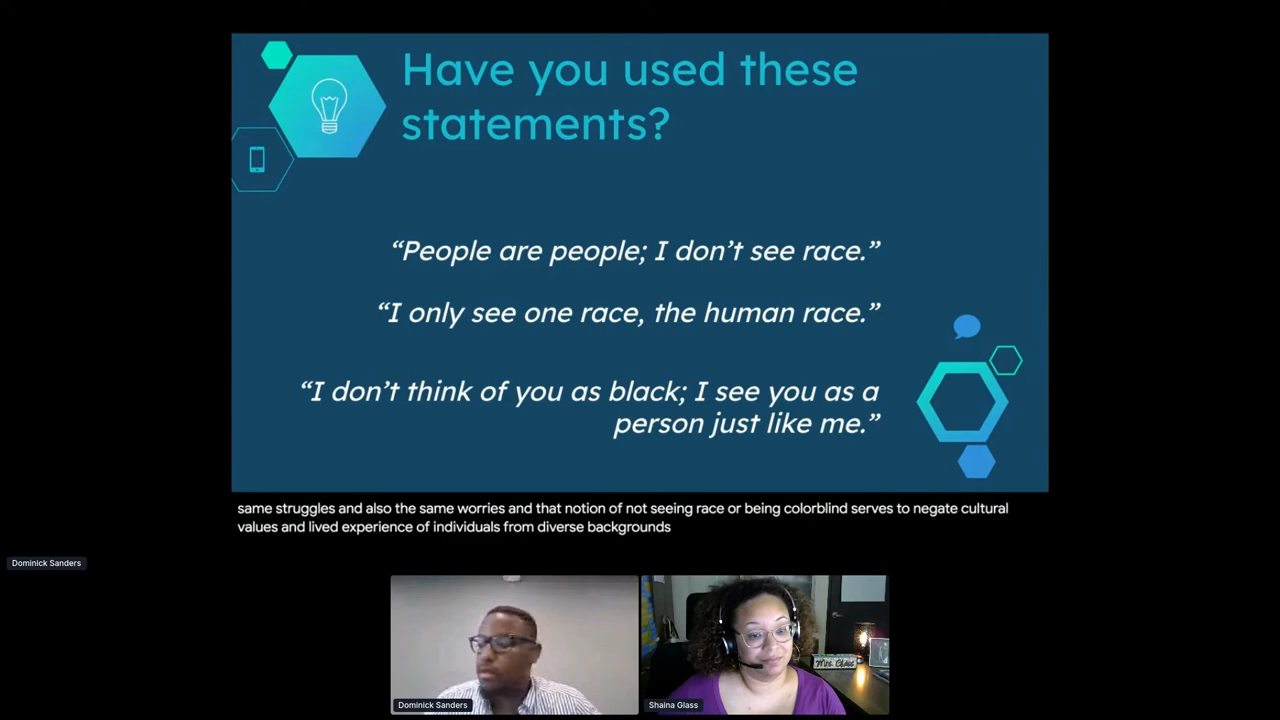 Have you used these
statements?
“People are people; I don’t see race.”
“I only see one race, the human race.”
“I don’t think of you as black; I see you as a
person just like me.”
same struggles and also the same worries and that notion of not seeing race or being colorblind serves to negate cultural
values and lived experience of individuals from diverse backgrounds
Dominick Sanders
Dominick Sanders
Shaina Glass
Mrs. Glass